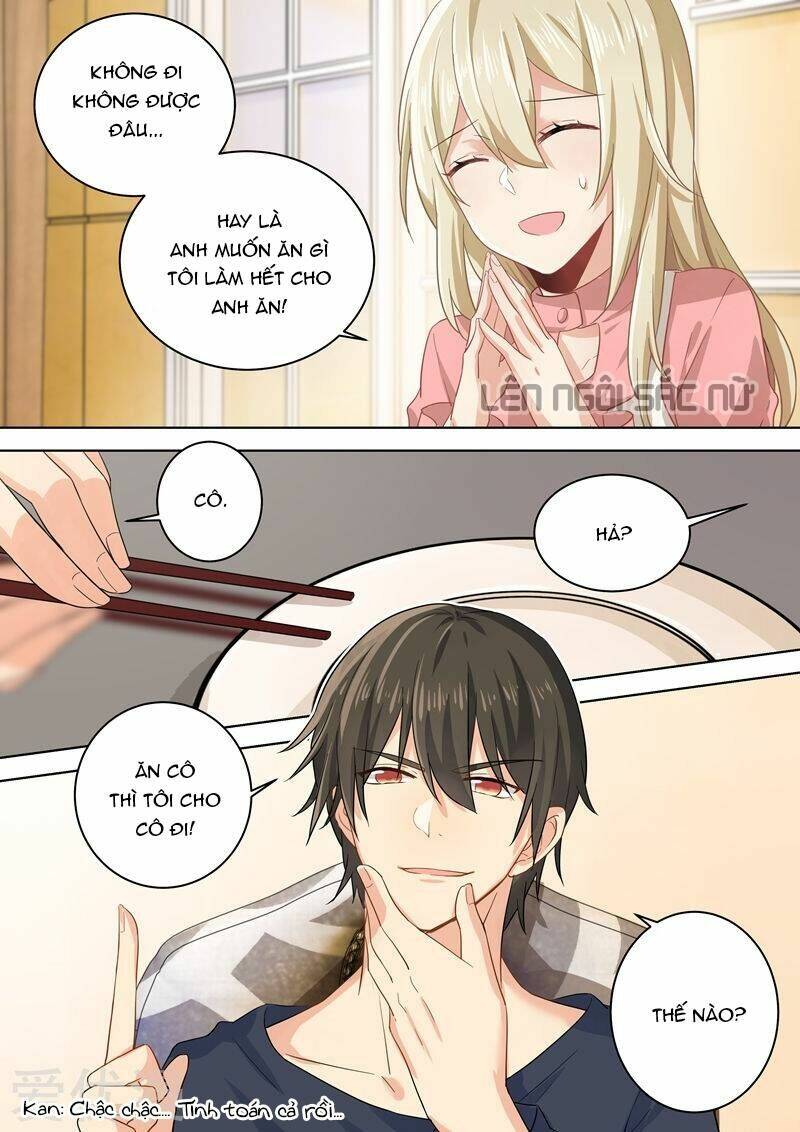 KHÔNG ĐI
KHÔNG ĐƯỢC
ĐÂU...
HAY LÀ
ANH MUỐN ĂN GÌ
TÔI LÀM HẾT CHO
ANH ĂN!
LÊN NGÔI SẮC NỮ
CÔ.
HẢ?
ĂN CÔ
THÌ TÔI CHO
CÔ ĐI!
THẾ NÀO?
Kan: Chậc chậc... Tính toán cả rồi...